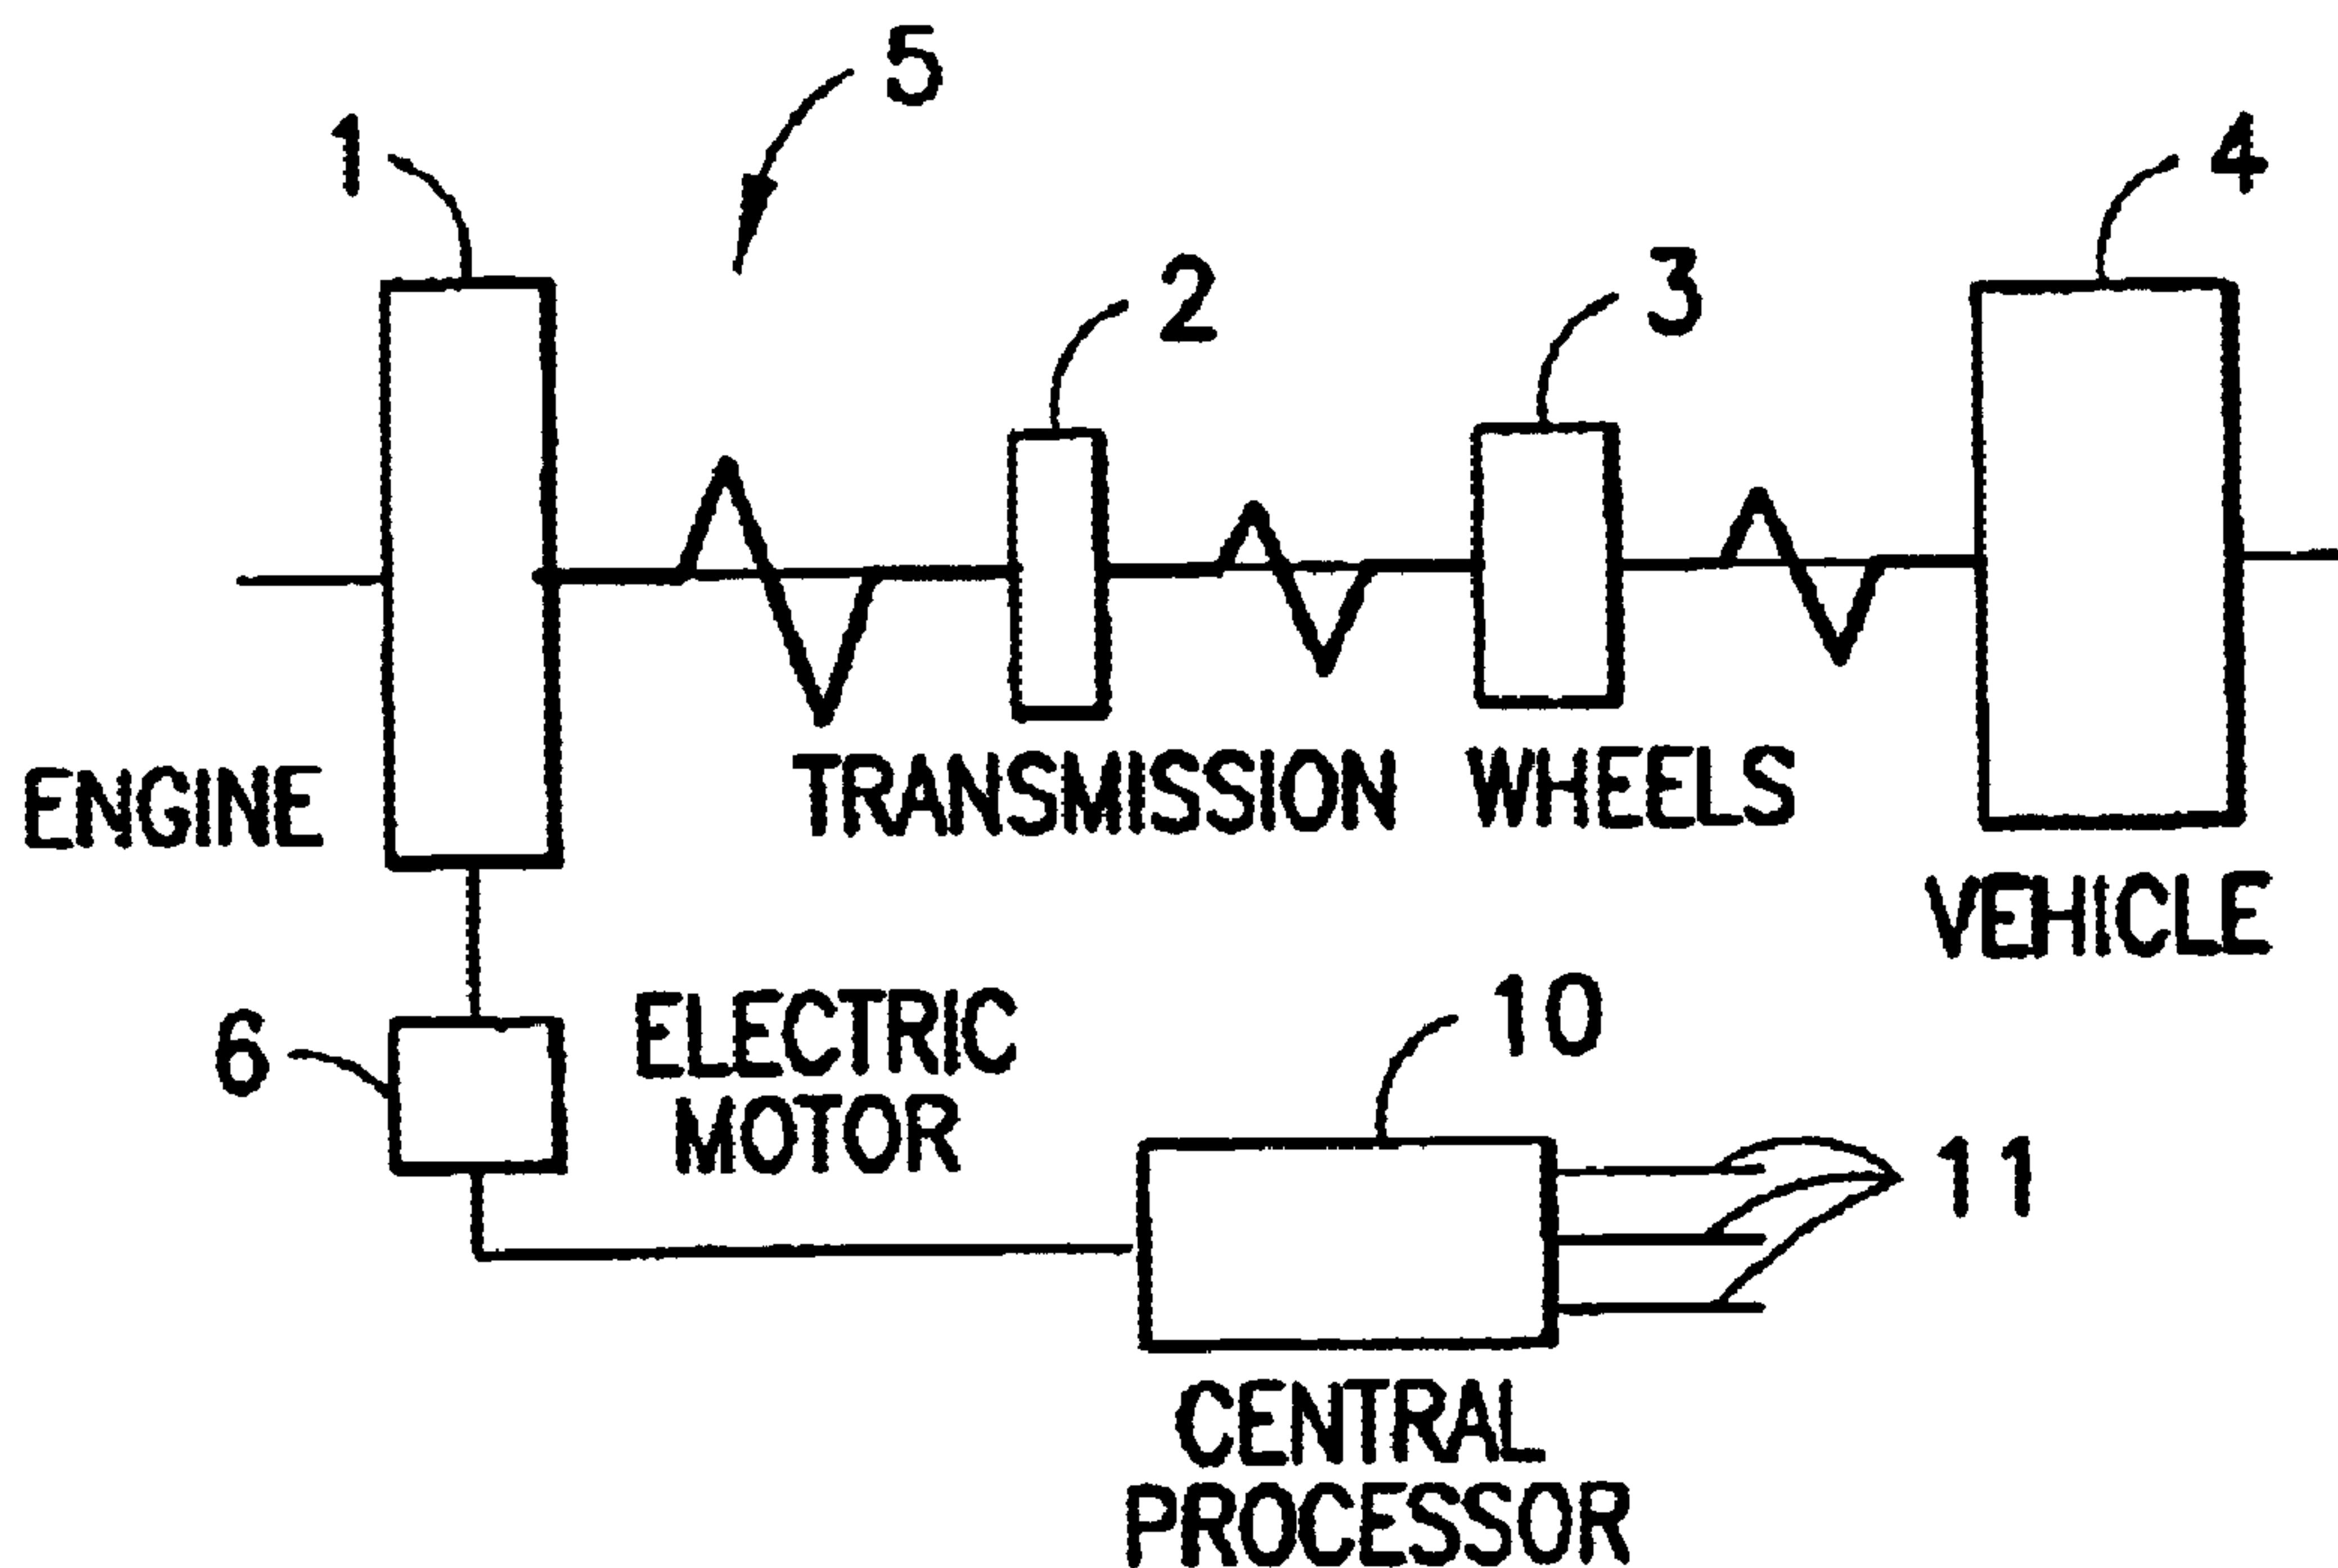 5
1
4
2
3
ENGINE
TRANSMISSION
WHEELS
VEHICLE
6
ELECTRIC
MOTOR
10
11
CENTRAL
PROCESSOR